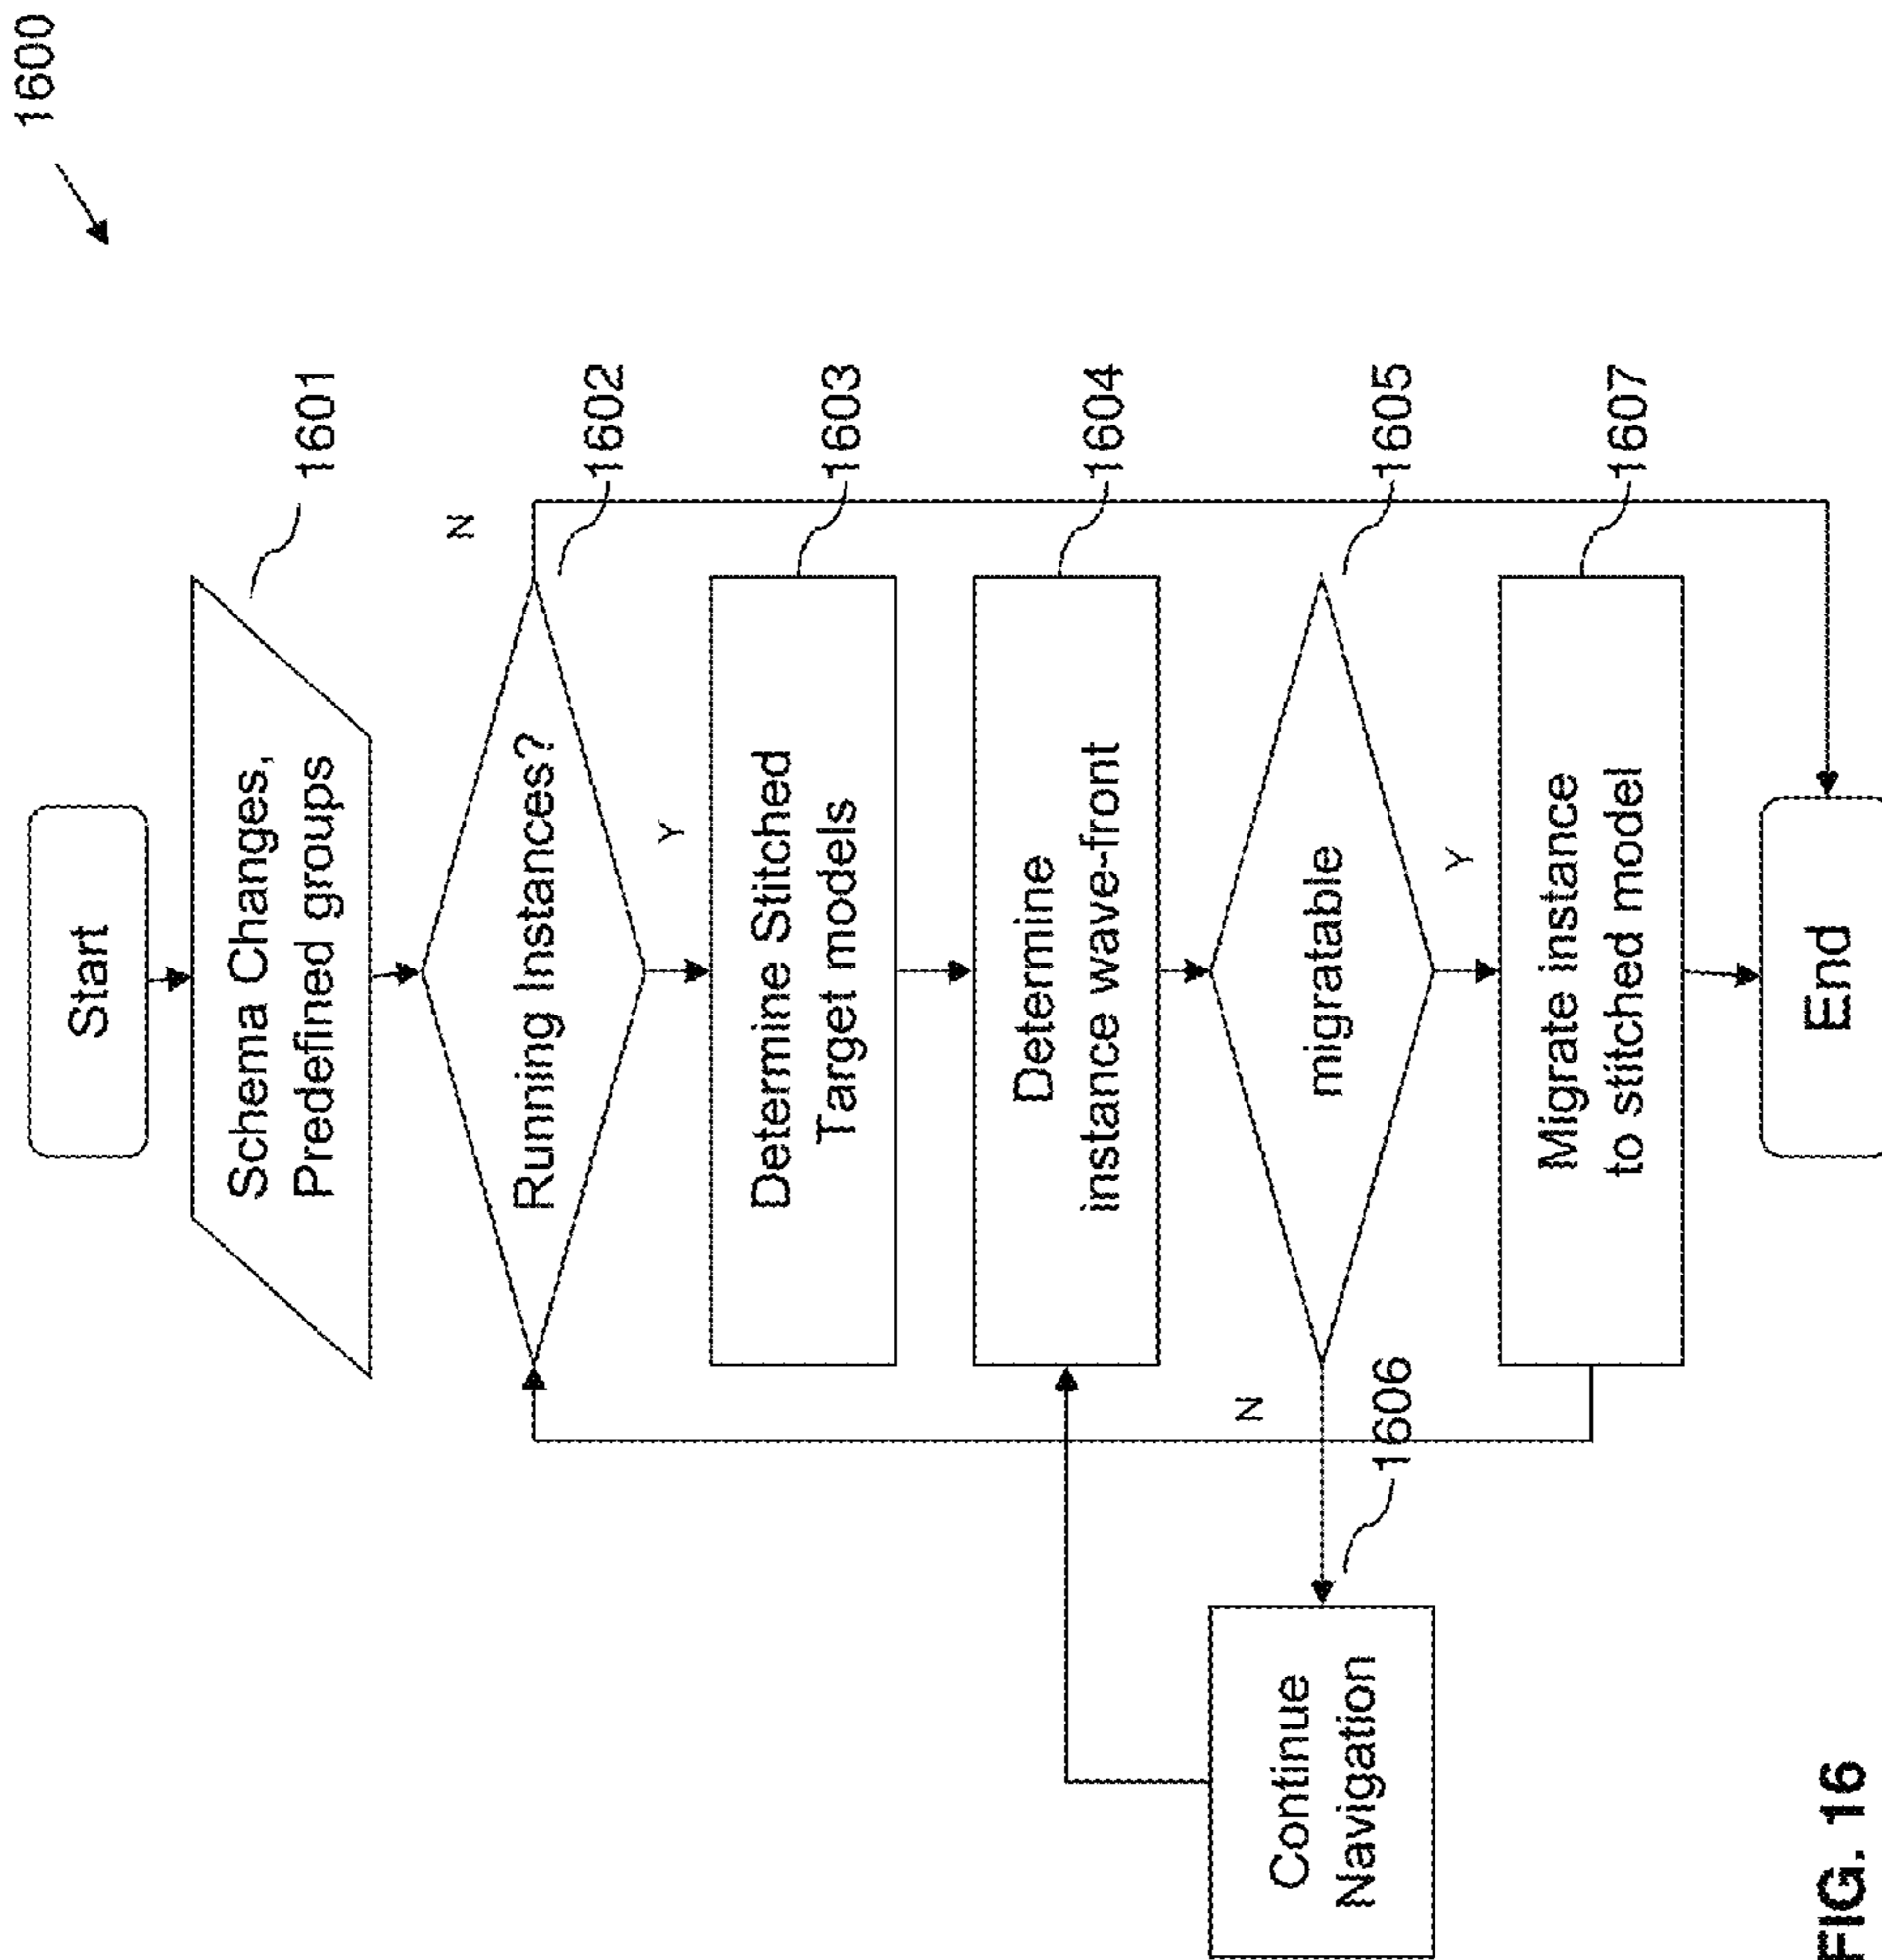 1600
Start
Schema Changes,
Predefined groups
1601
Running Instances?
1602
N
Y
Determine Stitched
Target models
1603
Determine
instance wave-front
1604
migratable
1605
N
Y
Continue
Navigation
1606
Migrate instance
to stitched model
1607
End
FIG. 16